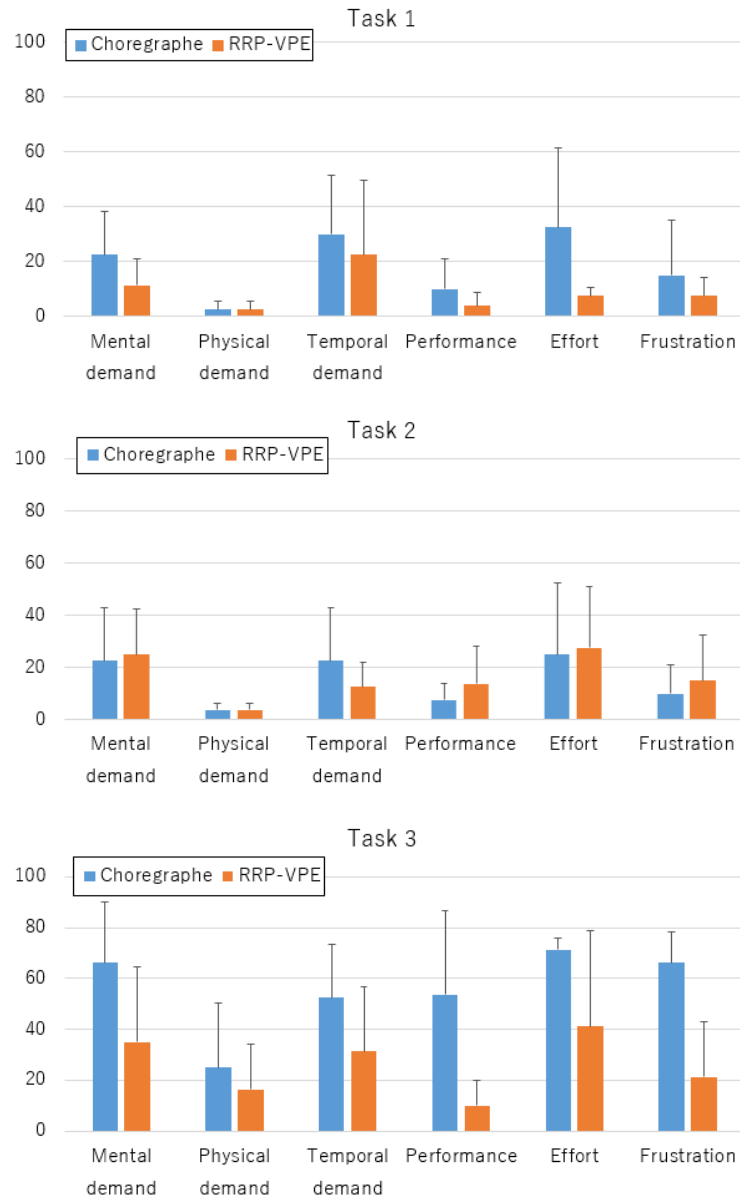 Task 1
100
Choregraphe RRP-VPE
80
60
40
20
0
Mental Physical Temporal Performance Effort Frustration
demand demand demand
Task 2
Choregraphe RRP-VPE
100
80
60
40
20
0
Mental Physical Temporal Performance Effort Frustration
demand demand demand
Task 3
100
Choregraphe RRP-VPE
80
60
40
20
0
Mental Physical Temporal Performance Effort Frustration
demand demand demand